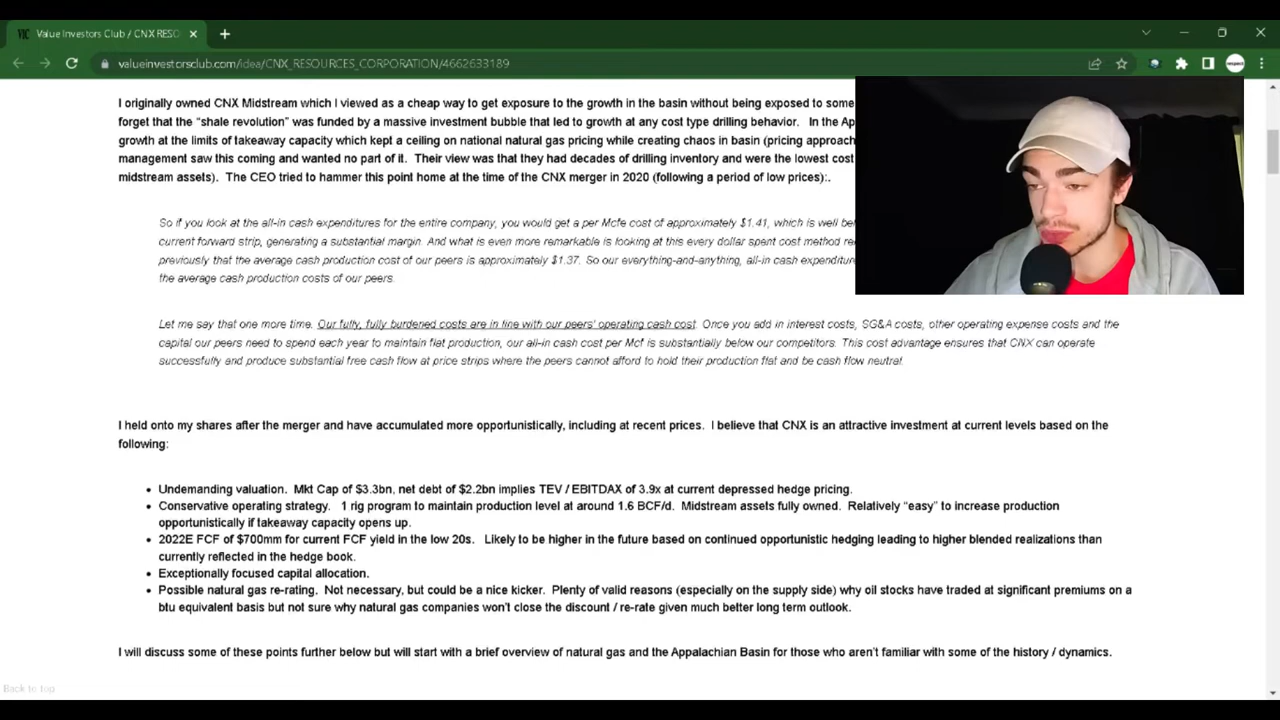 VIC Value Investors Club / CNX RESO
valueinvestorsclub.com/idea/CNX_RESOURCES_CORPORATION/4662633189
I originally owned CNX Midstream which I viewed as a cheap way to get exposure to the growth in the basin without being exposed to some
forget that the “shale revolution” was funded by a massive investment bubble that led to growth at any cost type drilling behavior. In the Ap
growth at the limits of takeaway capacity which kept a ceiling on national natural gas pricing while creating chaos in basin (pricing approach
management saw this coming and wanted no part of it. Their view was that they had decades of drilling inventory and were the lowest cost
midstream assets). The CEO tried to hammer this point home at the time of the CNX merger in 2020 (following a period of low prices):.
So if you look at the all-in cash expenditures for the entire company, you would get a per Mcfe cost of approximately $1.41, which is well bel
current forward strip, generating a substantial margin. And what is even more remarkable is looking at this every dollar spent cost method re
previously that the average cash production cost of our peers is approximately $1.37. So our everything-and-anything, all-in cash expenditure
the average cash production costs of our peers.
Let me say that one more time. Our fully, fully burdened costs are in line with our peers' operating cash cost. Once you add in interest costs, SG&A costs, other operating expense costs and the
capital our peers need to spend each year to maintain flat production, our all-in cash cost per Mcf is substantially below our competitors. This cost advantage ensures that CNX can operate
successfully and produce substantial free cash flow at price strips where the peers cannot afford to hold their production flat and be cash flow neutral.
I held onto my shares after the merger and have accumulated more opportunistically, including at recent prices. I believe that CNX is an attractive investment at current levels based on the
following:
• Undemanding valuation. Mkt Cap of $3.3bn, net debt of $2.2bn implies TEV / EBITDAX of 3.9x at current depressed hedge pricing.
• Conservative operating strategy. 1 rig program to maintain production level at around 1.6 BCF/d. Midstream assets fully owned. Relatively “easy” to increase production
opportunistically if takeaway capacity opens up.
• 2022E FCF of $700mm for current FCF yield in the low 20s. Likely to be higher in the future based on continued opportunistic hedging leading to higher blended realizations than
currently reflected in the hedge book.
• Exceptionally focused capital allocation.
• Possible natural gas re-rating. Not necessary, but could be a nice kicker. Plenty of valid reasons (especially on the supply side) why oil stocks have traded at significant premiums on a
btu equivalent basis but not sure why natural gas companies won’t close the discount / re-rate given much better long term outlook.
I will discuss some of these points further below but will start with a brief overview of natural gas and the Appalachian Basin for those who aren’t familiar with some of the history / dynamics.
Back to top